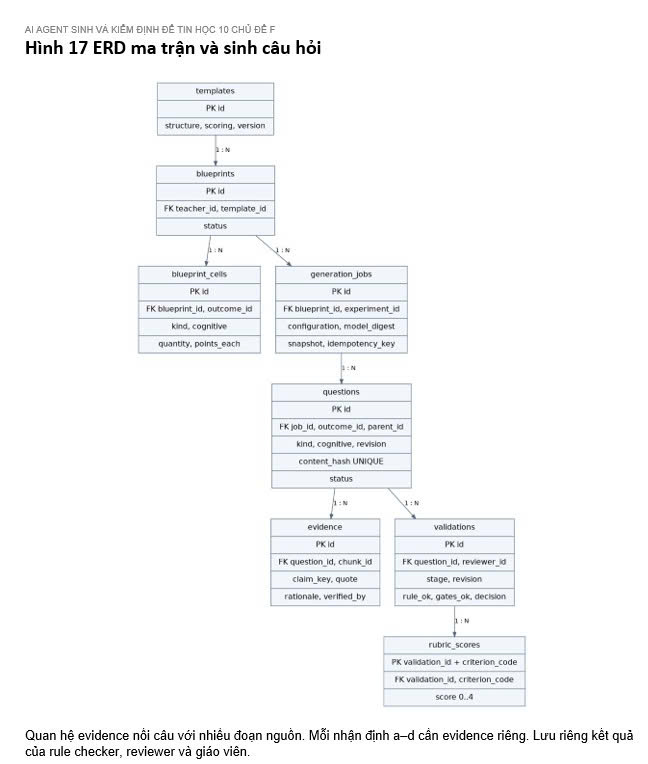 AI AGENT SINH VÀ KIỂM ĐỊNH ĐỀ TIN HỌC 10 CHỦ ĐỀ F
Hình 17 ERD ma trận và sinh câu hỏi
templates
PK id
structure, scoring, version
1 : N
blueprints
PK id
FK teacher_id, template_id
status
1 : N
1 : N
blueprint_cells
PK id
FK blueprint_id, outcome_id
kind, cognitive
quantity, points_each
generation_jobs
PK id
FK blueprint_id, experiment_id
configuration, model_digest
snapshot, idempotency_key
1 : N
questions
PK id
FK job_id, outcome_id, parent_id
kind, cognitive, revision
content_hash UNIQUE
status
1 : N
1 : N
evidence
PK id
FK question_id, chunk_id
claim_key, quote
rationale, verified_by
validations
PK id
FK question_id, reviewer_id
stage, revision
rule_ok, gates_ok, decision
1 : N
rubric_scores
PK validation_id + criterion_code
FK validation_id, criterion_code
score 0..4
Quan hệ evidence nối câu với nhiều đoạn nguồn. Mỗi nhận định a–d cần evidence riêng. Lưu riêng kết quả
của rule checker, reviewer và giáo viên.